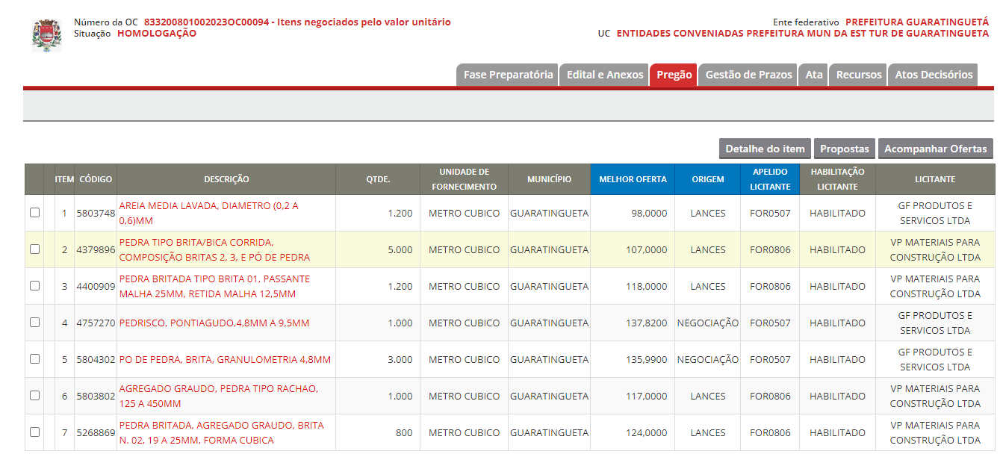 Número da OC 833200801002023OC00094 - Itens negociados pelo valor unitário
Situação HOMOLOGAÇÃO
Ente federativo PREFEITURA GUARATINGUETÁ
UC ENTIDADES CONVENIADAS PREFEITURA MUN DA EST TUR DE GUARATINGUETA
Fase Preparatória Edital e Anexos Pregão Gestão de Prazos Ata Recursos Atos Decisórios
Detalhe do item Propostas Acompanhar Ofertas
ITEM CÓDIGO DESCRIÇÃO QTDE. UNIDADE DE FORNECIMENTO MUNICÍPIO MELHOR OFERTA ORIGEM APELIDO LICITANTE HABILITAÇÃO LICITANTE LICITANTE
1 5803748 AREIA MEDIA LAVADA, DIAMETRO (0,2 A 0,6)MM 1.200 METRO CUBICO GUARATINGUETA 98,0000 LANCES FOR0507 HABILITADO GF PRODUTOS E SERVICOS LTDA
2 4379896 PEDRA TIPO BRITA/BICA CORRIDA, COMPOSIÇÃO BRITAS 2, 3, E PÓ DE PEDRA 5.000 METRO CUBICO GUARATINGUETA 107,0000 LANCES FOR0806 HABILITADO VP MATERIAIS PARA CONSTRUÇÃO LTDA
3 4400909 PEDRA BRITADA TIPO BRITA 01, PASSANTE MALHA 25MM, RETIDA MALHA 12,5MM 1.200 METRO CUBICO GUARATINGUETA 118,0000 LANCES FOR0806 HABILITADO VP MATERIAIS PARA CONSTRUÇÃO LTDA
4 4757270 PEDRISCO, PONTIAGUDO,4,8MM A 9,5MM 1.000 METRO CUBICO GUARATINGUETA 137,8200 NEGOCIAÇÃO FOR0507 HABILITADO GF PRODUTOS E SERVICOS LTDA
5 5804302 PO DE PEDRA, BRITA, GRANULOMETRIA 4,8MM 3.000 METRO CUBICO GUARATINGUETA 135,9900 NEGOCIAÇÃO FOR0507 HABILITADO GF PRODUTOS E SERVICOS LTDA
6 5803802 AGREGADO GRAUDO, PEDRA TIPO RACHAO, 125 A 450MM 1.000 METRO CUBICO GUARATINGUETA 117,0000 LANCES FOR0806 HABILITADO VP MATERIAIS PARA CONSTRUÇÃO LTDA
7 5268869 PEDRA BRITADA, AGREGADO GRAUDO, BRITA N. 02, 19 A 25MM, FORMA CUBICA 800 METRO CUBICO GUARATINGUETA 124,0000 LANCES FOR0806 HABILITADO VP MATERIAIS PARA CONSTRUÇÃO LTDA